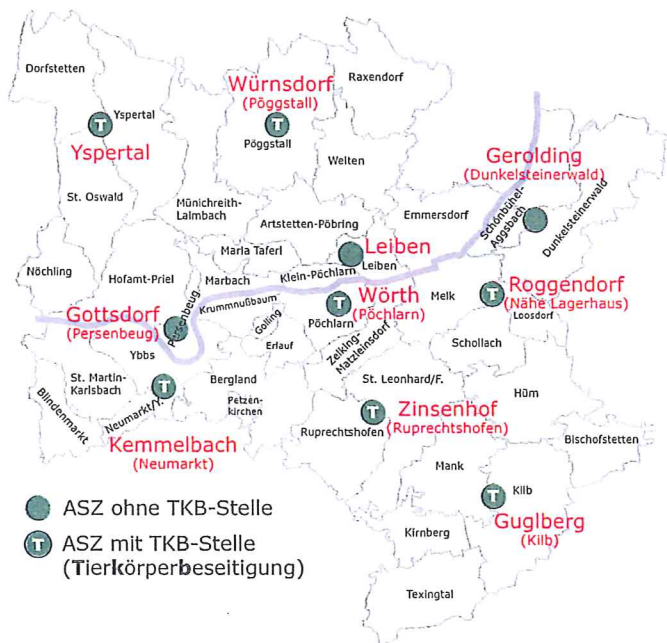 Dorfstetten
Würnsdorf
(Pöggstall)
Raxendorf
Yspertal
Yspertal
Pöggstall
Weiten
Gerolding
(Dunkelsteinerwald)
St. Oswald
Münichreith-
Laimbach
Artstetten-Pöbring
Emmersdorf
Schönbühel-
Aggsbach
Dunkelsteinerwald
Maria Taferl
Leiben
Leiben
Nöchling
Hofamt-Priel
Marbach
Klein-Pöchlarn
Krummnußbaum
Wörth
(Pöchlarn)
Melk
Roggendorf
(Nähe Lagerhaus)
Loosdorf
Gottsdorf
(Persenbeug)
Persenbeug.
Golling
Pöchlarn
Erlauf
Zelking-
Matzleinsdorf
Schollach
Ybbs
St. Martin-
Karlsbach
Bergland
St. Leonhard/F.
Hüm
Blindenmarkt
Neumarkt/Y.
Petzen-
kirchen
Zinsenhof
(Ruprechtshofen)
Ruprechtshofen
Bischofstetten
Kemmelbach
(Neumarkt)
Mank
Kilb
Guglberg
(Kilb)
Kirnberg
Texingtal
ASZ ohne TKB-Stelle
T ASZ mit TKB-Stelle
(Tierkörperbeseitigung)